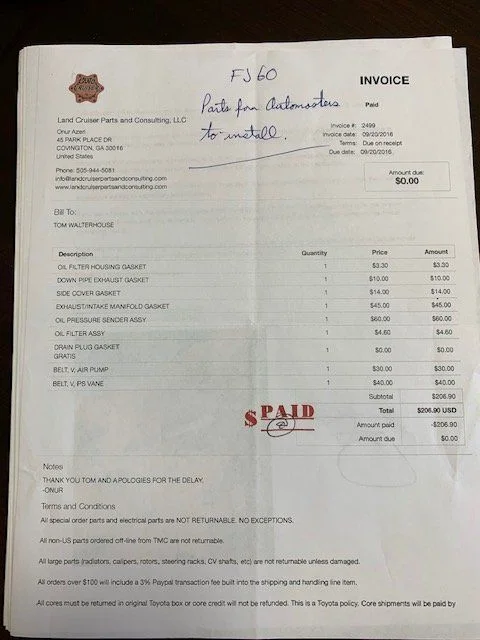 FJ60
Parts from Automasters
to install.
INVOICE
Paid
LAND
CRUISER
Land Cruiser Parts and Consulting, LLC
Onur Azeri
45 PARK PLACE DR
COVINGTON, GA 30016
United States
Phone: 505-944-5081
info@landcruiserpartsandconsulting.com
www.landcruiserpartsandconsulting.com
Invoice #: 2499
Invoice date: 09/20/2016
Terms: Due on receipt
Due date: 09/20/2016
Amount due:
$0.00
Bill To:
TOM WALTERHOUSE
Description Quantity Price Amount
OIL FILTER HOUSING GASKET 1 $3.30 $3.30
DOWN PIPE EXHAUST GASKET 1 $10.00 $10.00
SIDE COVER GASKET 1 $14.00 $14.00
EXHAUST/INTAKE MANIFOLD GASKET 1 $45.00 $45.00
OIL PRESSURE SENDER ASSY 1 $60.00 $60.00
OIL FILTER ASSY 1 $4.60 $4.60
DRAIN PLUG GASKET 1 $0.00 $0.00
GRATIS
BELT, V, AIR PUMP 1 $30.00 $30.00
BELT, V, PS VANE 1 $40.00 $40.00
Subtotal $206.90
Total $206.90 USD
Amount paid -$206.90
Amount due $0.00
$ PAID
Notes
THANK YOU TOM AND APOLOGIES FOR THE DELAY.
-ONUR
Terms and Conditions
All special order parts and electrical parts are NOT RETURNABLE. NO EXCEPTIONS.
All non-US parts ordered off-line from TMC are not returnable.
All large parts (radiators, calipers, rotors, steering racks, CV shafts, etc) are not returnable unless damaged.
All orders over $100 will include a 3% Paypal transaction fee built into the shipping and handling line item.
All cores must be returned in original Toyota box or core credit will not be refunded. This is a Toyota policy. Core shipments will be paid by